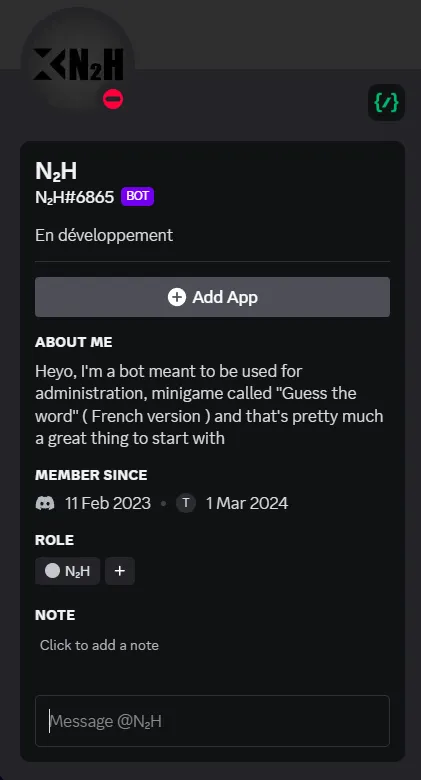 N₂H
N₂H
N₂H#6865 BOT
En développement
Add App
ABOUT ME
Heyo, I'm a bot meant to be used for
administration, minigame called "Guess the
word" ( French version ) and that's pretty much
a great thing to start with
MEMBER SINCE
11 Feb 2023 • T 1 Mar 2024
ROLE
N₂H +
NOTE
Click to add a note
Message @N₂H